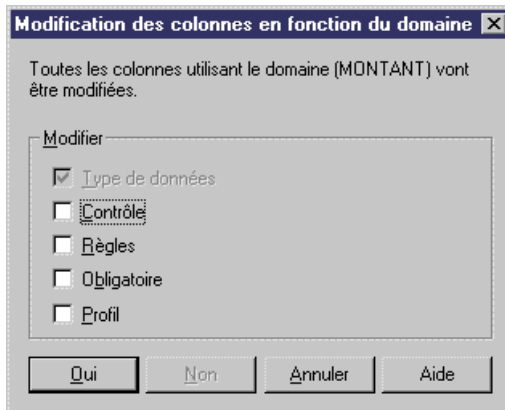 Modification des colonnes en fonction du domaine
Toutes les colonnes utilisant le domaine (MONTANT) vont
être modifiées.
Modifier
Type de données
Contrôle
Règles
Obligatoire
Profil
Oui Non Annuler Aide